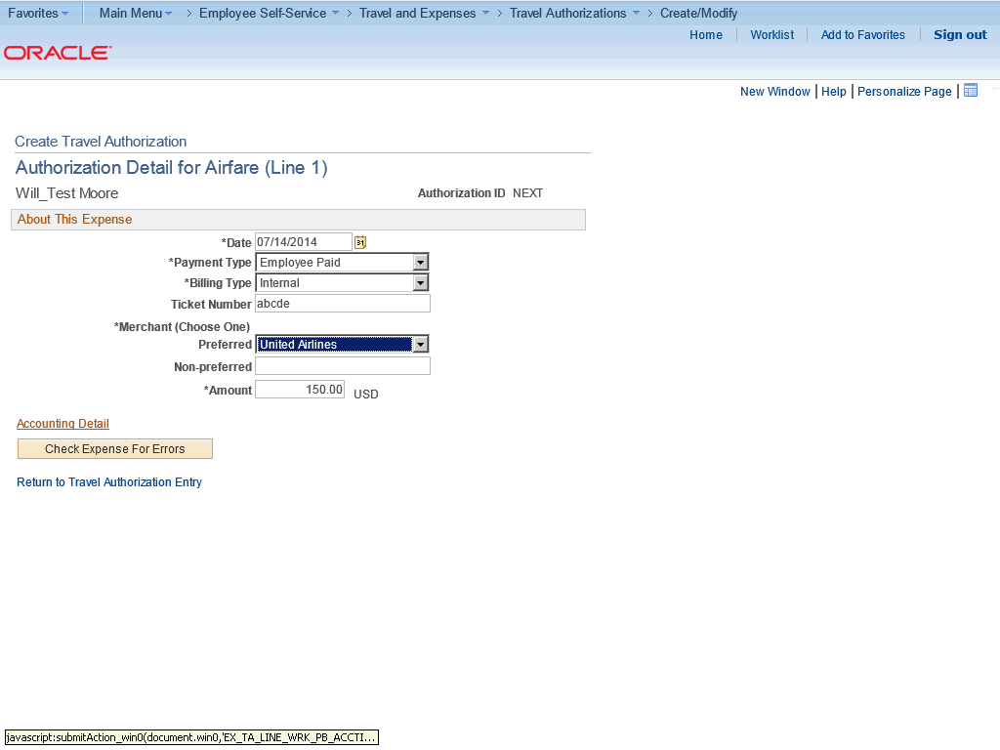 Favorites Main Menu > Employee Self-Service > Travel and Expenses > Travel Authorizations > Create/Modify
Home Worklist Add to Favorites Sign out
ORACLE
New Window | Help | Personalize Page |
Create Travel Authorization
Authorization Detail for Airfare (Line 1)
Will_Test Moore Authorization ID NEXT
About This Expense
*Date 07/14/2014 31
*Payment Type Employee Paid
*Billing Type Internal
Ticket Number abcde
*Merchant (Choose One)
Preferred United Airlines
Non-preferred
*Amount 150.00 USD
Accounting Detail
Check Expense For Errors
Return to Travel Authorization Entry
javascript:submitAction_win0(document.win0,'EX_TA_LINE_WRK_PB_ACCTI...